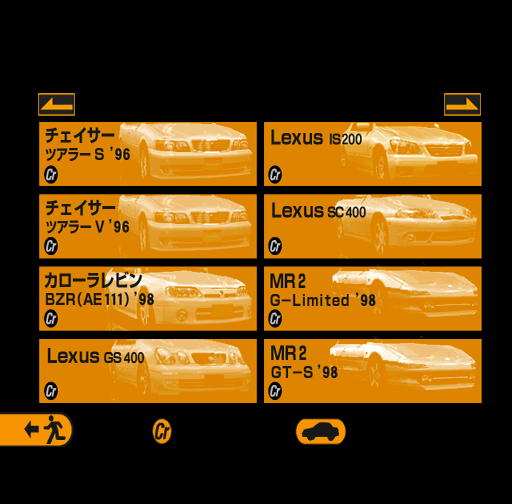 チェイサー
ツアラー S '96
Cr
Lexus IS200
Cr
チェイサー
ツアラー V '96
Cr
Lexus SC400
Cr
カローラレビン
BZR(AE111) '98
Cr
MR2
G-Limited '98
Cr
Lexus GS400
Cr
MR2
GT-S '98
Cr
Cr